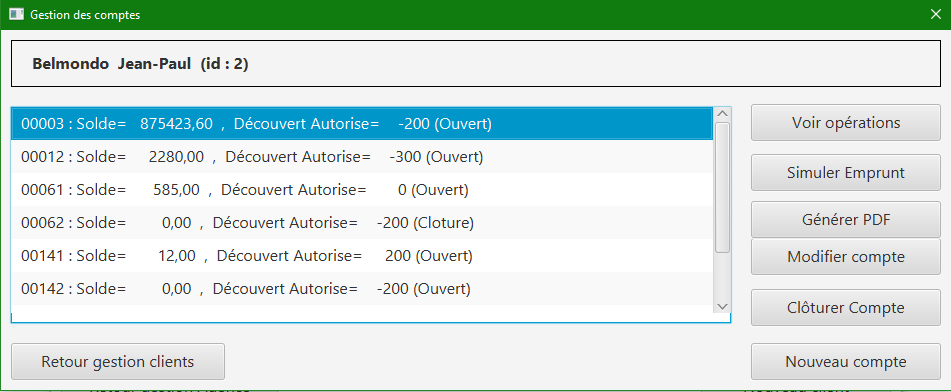 Gestion des comptes
Belmondo Jean-Paul (id : 2)
00003 : Solde= 875423,60 , Découvert Autorise= -200 (Ouvert)
00012 : Solde= 2280,00 , Découvert Autorise= -300 (Ouvert)
00061 : Solde= 585,00 , Découvert Autorise= 0 (Ouvert)
00062 : Solde= 0,00 , Découvert Autorise= -200 (Cloture)
00141 : Solde= 12,00 , Découvert Autorise= 200 (Ouvert)
00142 : Solde= 0,00 , Découvert Autorise= -200 (Ouvert)
Voir opérations
Simuler Emprunt
Générer PDF
Modifier compte
Clôturer Compte
Retour gestion clients
Nouveau compte